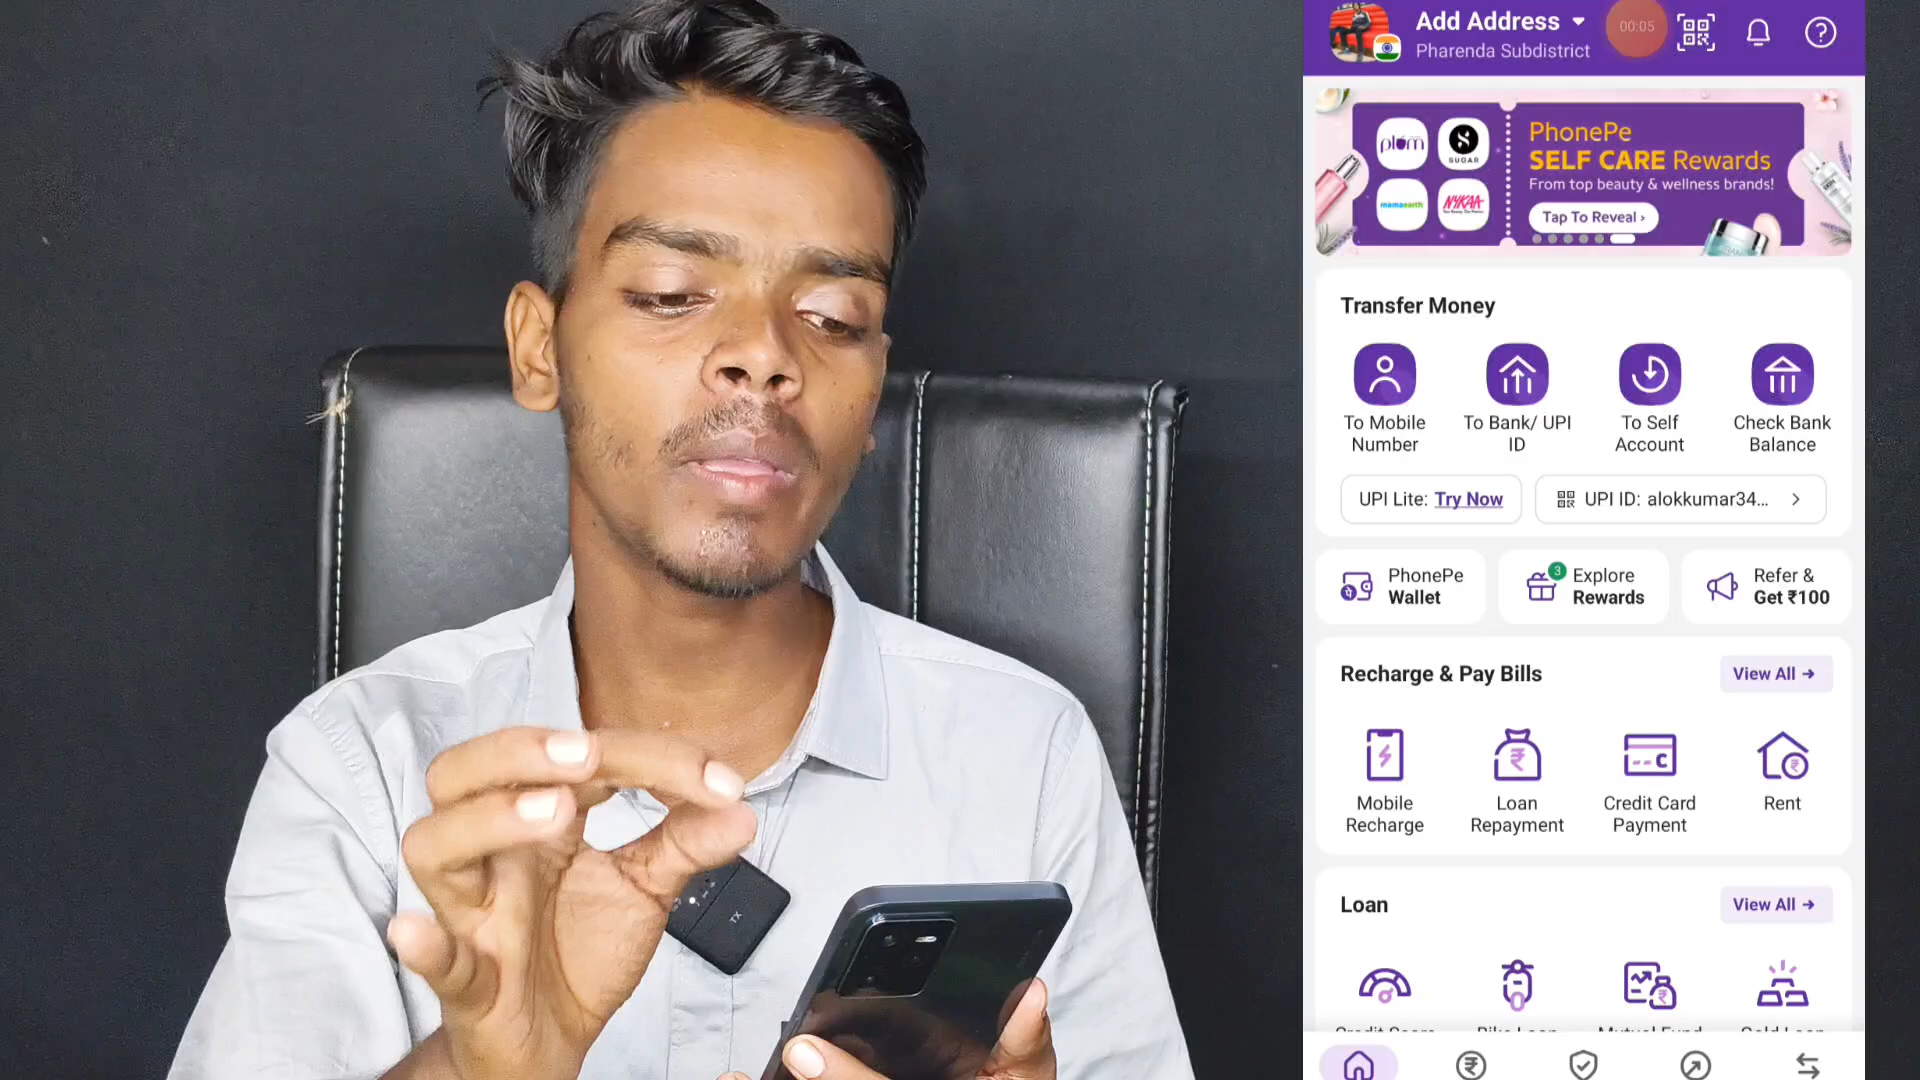 Add Address
Pharenda Subdistrict
00:05
plum
SUGAR
mamaearth
NYKAA
PhonePe
SELF CARE Rewards
From top beauty & wellness brands!
Tap To Reveal ›
Transfer Money
To Mobile Number
To Bank/ UPI ID
To Self Account
Check Bank Balance
UPI Lite: Try Now
UPI ID: alokkumar34...
PhonePe Wallet
3
Explore Rewards
Refer & Get ₹100
Recharge & Pay Bills
View All →
Mobile Recharge
Loan Repayment
Credit Card Payment
Rent
Loan
View All →
TX